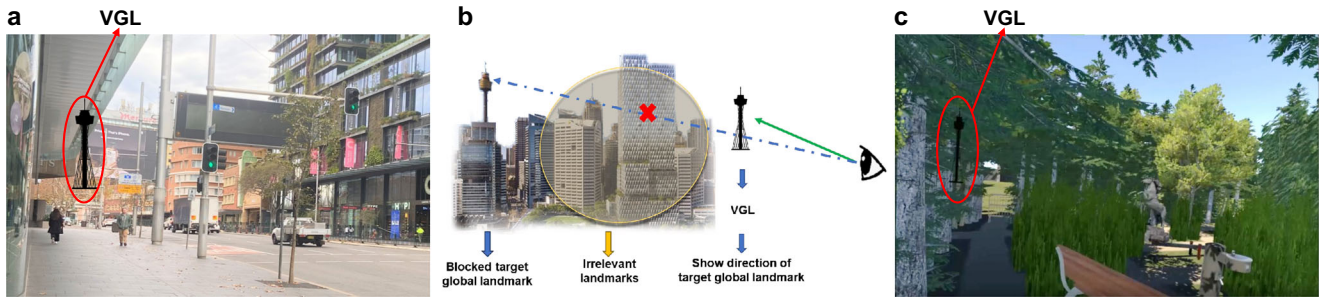 a
VGL
b
VGL
Blocked target
global landmark
Irrelevant
landmarks
Show direction of
target global landmark
c
VGL